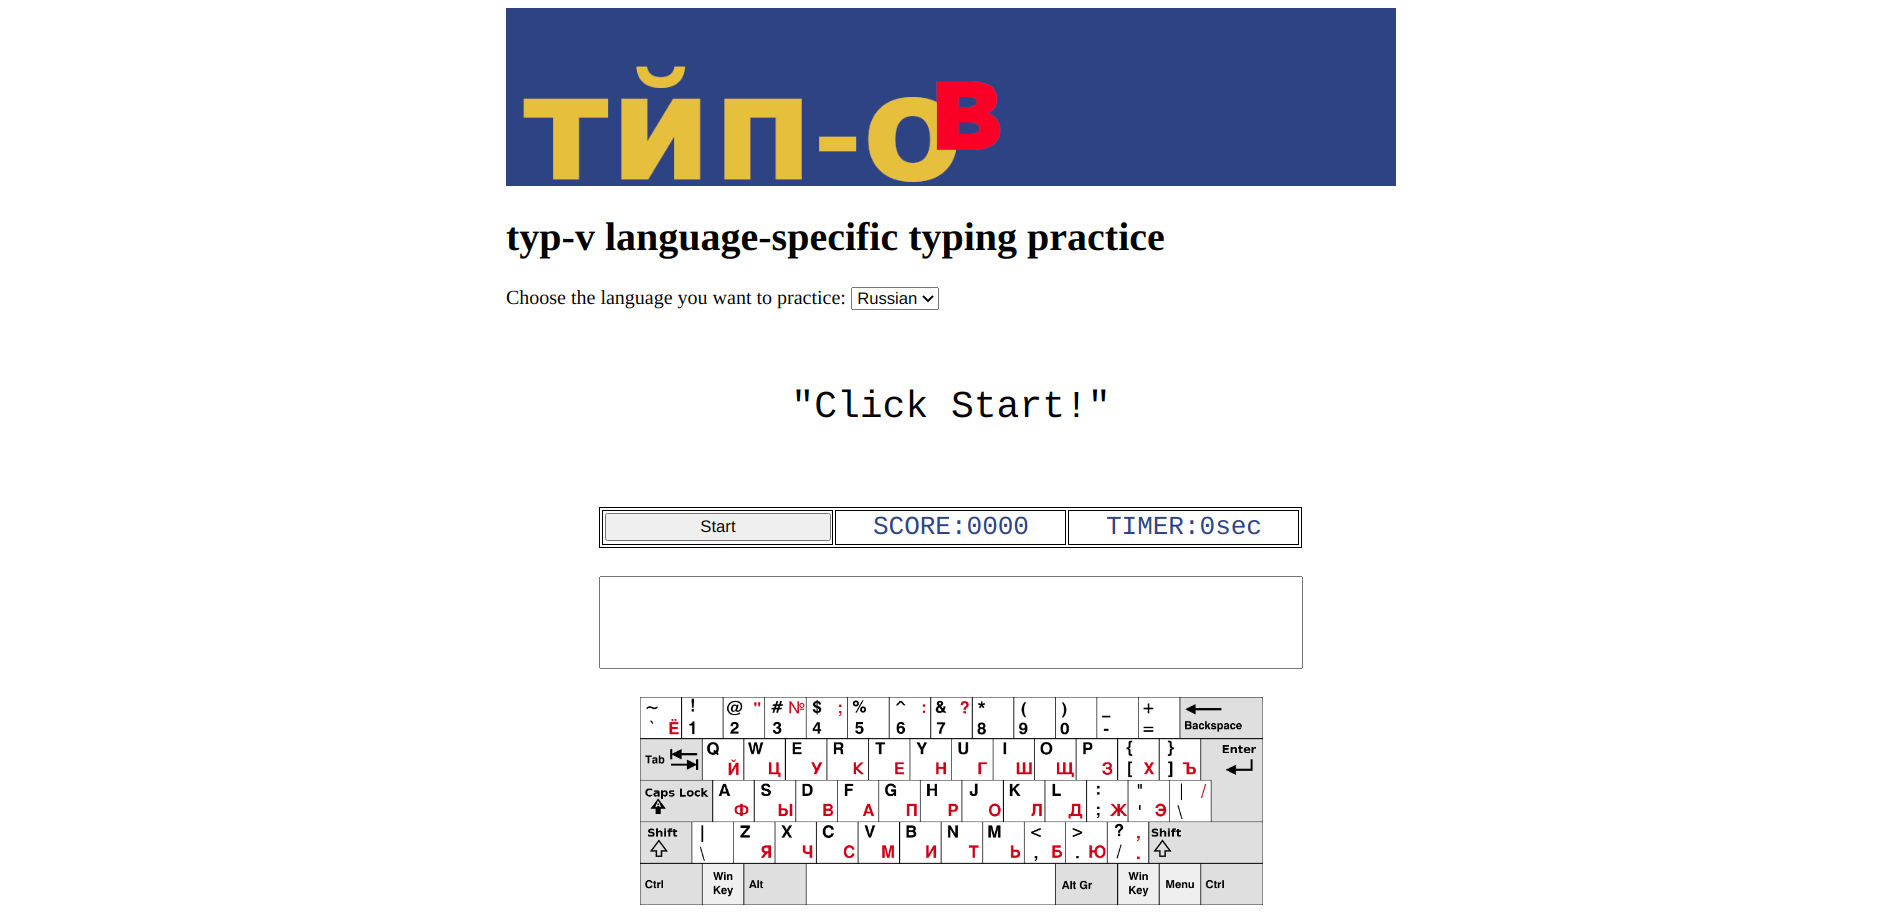 тйп-ов
typ-v language-specific typing practice
Choose the language you want to practice: Russian
"Click Start!"
Start SCORE:0000 TIMER:0sec
~ ` Ё ! 1 @ " 2 # № 3 $ ; 4 % 5 ^ : 6 & ? 7 * 8 ( 9 ) 0 _ - + = Backspace
Tab Q Й W Ц E У R К T Е Y Н U Г I Ш O Щ P З { [ Х } ] Ъ Enter
Caps Lock A Ф S Ы D В F А G П H Р J О K Л L Д : ; Ж " ' Э | / \
Shift | \ Z Я X Ч C С V М B И N Т M Ь < , Б > . Ю ? , / . Shift
Ctrl Win Key Alt Alt Gr Win Key Menu Ctrl